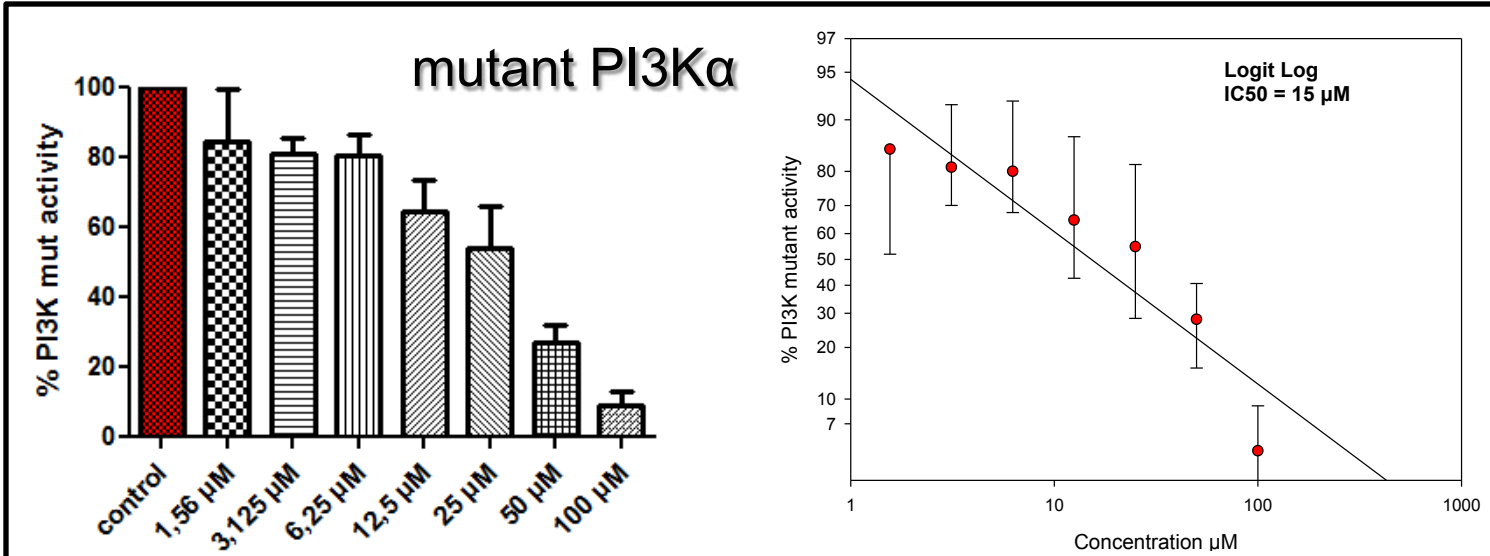 mutant PI3Kα
% PI3K mut activity
100
80
60
40
20
0
control
1,56 µM
3,125 µM
6,25 µM
12,5 µM
25 µM
50 µM
100 µM
Logit Log
IC50 = 15 µM
% PI3K mutant activity
97
95
90
80
70
60
50
40
30
20
10
7
1
10
100
1000
Concentration µM